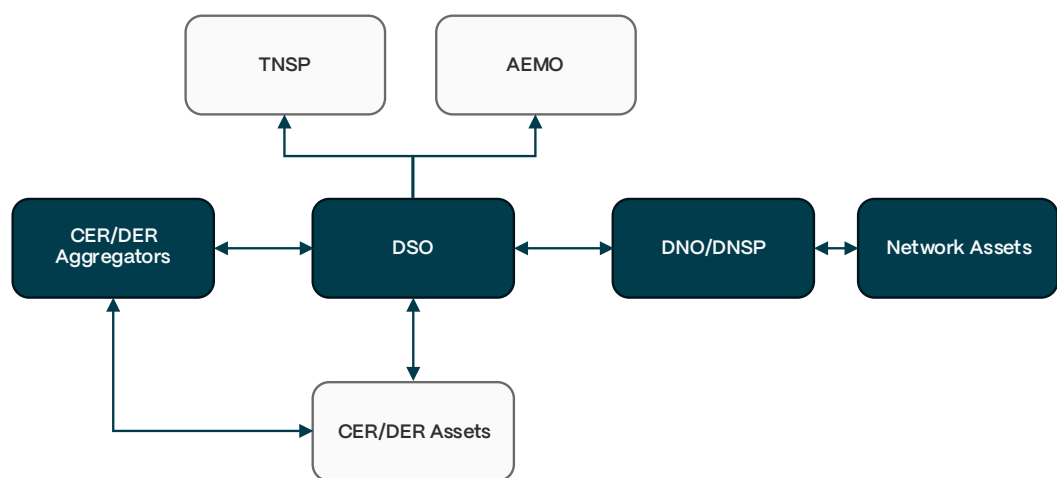 TNSP
AEMO
CER/DER
Aggregators
DSO
DNO/DNSP
Network Assets
CER/DER Assets